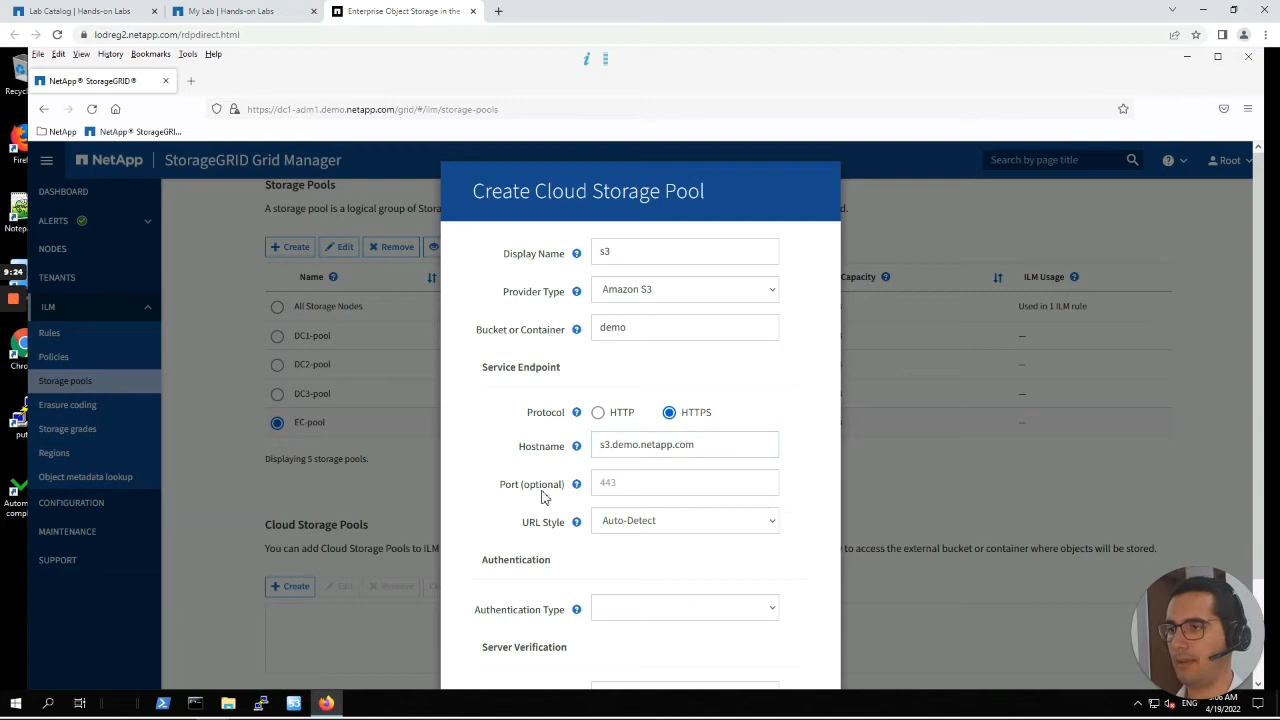 Lab Catalog | Hands-on Labs
My Lab | Hands-on Labs
Enterprise Object Storage in the
lodreg2.netapp.com/rdpdirect.html
File Edit View History Bookmarks Tools Help
NetApp® StorageGRID®
https://dc1-adm1.demo.netapp.com/grid/#/ilm/storage-pools
NetApp
NetApp® StorageGRI...
NetApp | StorageGRID Grid Manager
Search by page title
Root
DASHBOARD
ALERTS
NODES
TENANTS
ILM
Rules
Policies
Storage pools
Erasure coding
Storage grades
Regions
Object metadata lookup
CONFIGURATION
MAINTENANCE
SUPPORT
9:24
Storage Pools
A storage pool is a logical group of Stora
Create Edit Remove
Name
Capacity
ILM Usage
All Storage Nodes
Used in 1 ILM rule
DC1-pool
—
DC2-pool
—
DC3-pool
—
EC-pool
—
Displaying 5 storage pools.
Cloud Storage Pools
You can add Cloud Storage Pools to ILM
y to access the external bucket or container where objects will be stored.
Create Edit Remove
Create Cloud Storage Pool
Display Name s3
Provider Type Amazon S3
Bucket or Container demo
Service Endpoint
Protocol HTTP HTTPS
Hostname s3.demo.netapp.com
Port (optional) 443
URL Style Auto-Detect
Authentication
Authentication Type
Server Verification
ENG
4/19/2022